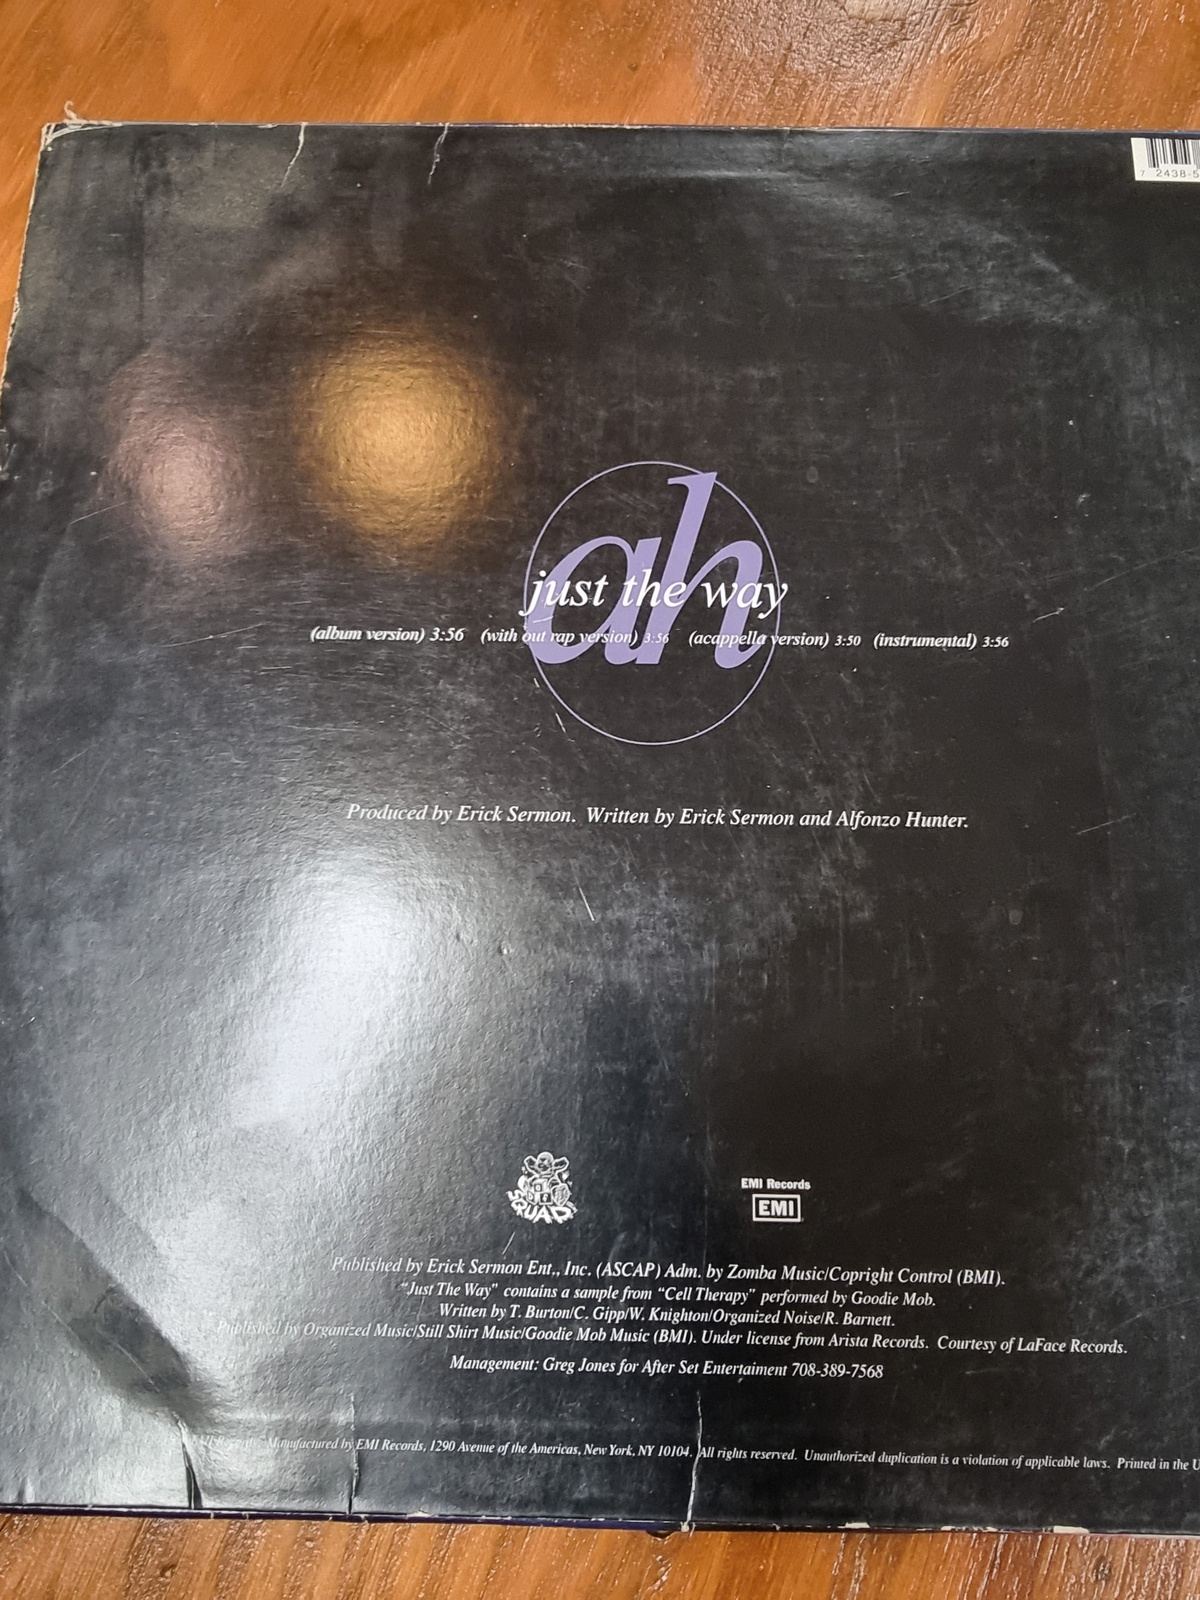 7 2438-5
ah
just the way
(album version) 3:56 (with out rap version) 3:56 (acappella version) 3:50 (instrumental) 3:56
Produced by Erick Sermon. Written by Erick Sermon and Alfonzo Hunter.
SQUAD
EMI Records
EMI
Published by Erick Sermon Ent., Inc. (ASCAP) Adm. by Zomba Music/Copright Control (BMI).
"Just The Way" contains a sample from "Cell Therapy" performed by Goodie Mob.
Written by T. Burton/C. Gipp/W. Knighton/Organized Noise/R. Barnett.
Published by Organized Music/Still Shirt Music/Goodie Mob Music (BMI). Under license from Arista Records. Courtesy of LaFace Records.
Management: Greg Jones for After Set Entertaiment 708-389-7568
Manufactured by EMI Records, 1290 Avenue of the Americas, New York, NY 10104. All rights reserved. Unauthorized duplication is a violation of applicable laws. Printed in the U